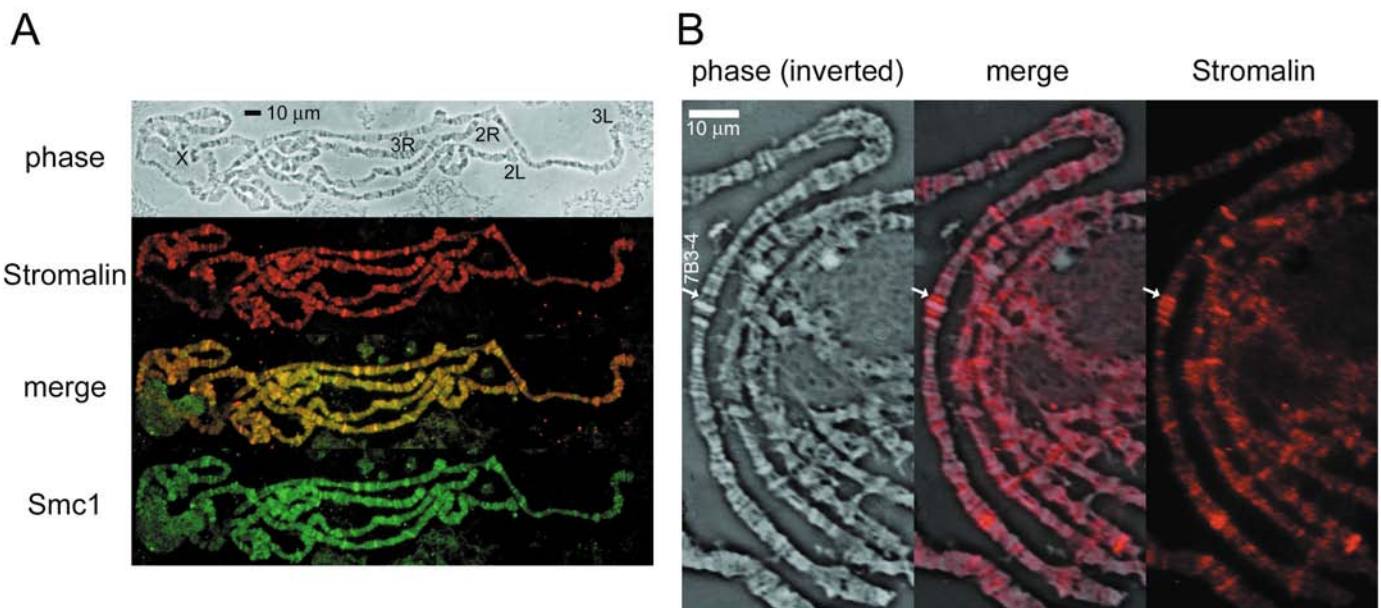 A
phase
10 μm
X
3R
2R
2L
3L
Stromalin
merge
Smc1
B
phase (inverted)
merge
Stromalin
10 μm
7B3-4